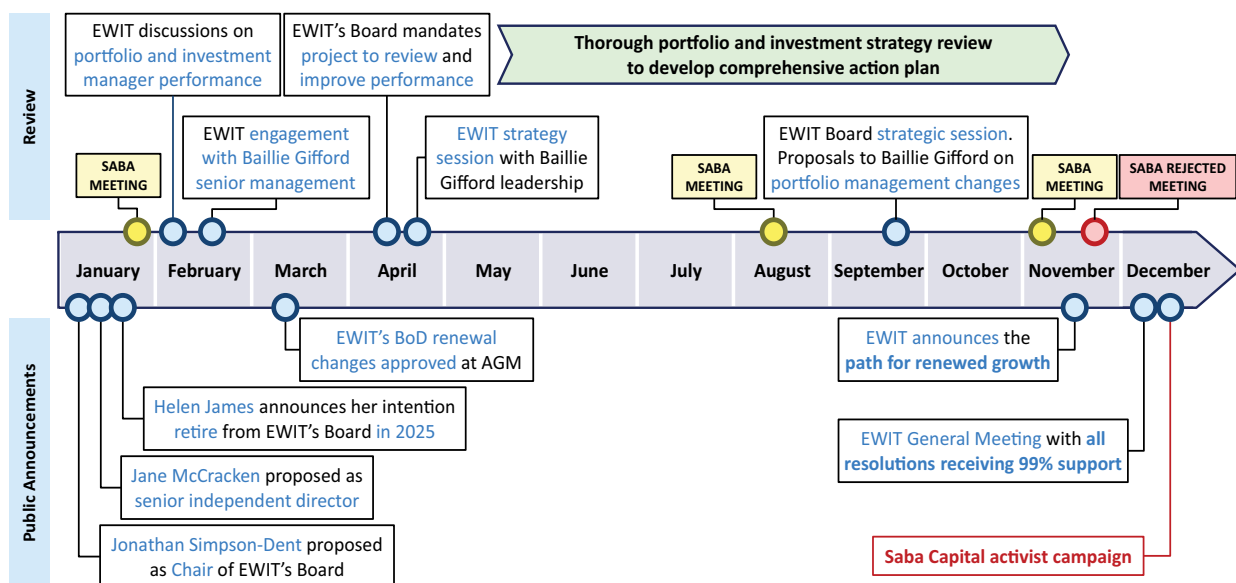 Review
EWIT discussions on
portfolio and investment
manager performance
EWIT's Board mandates
project to review and
improve performance
Thorough portfolio and investment strategy review
to develop comprehensive action plan
SABA
MEETING
EWIT engagement
with Baillie Gifford
senior management
EWIT strategy
session with Baillie
Gifford leadership
SABA
MEETING
EWIT Board strategic session.
Proposals to Baillie Gifford on
portfolio management changes
SABA
MEETING
SABA REJECTED
MEETING
January
February
March
April
May
June
July
August
September
October
November
December
Public Announcements
EWIT's BoD renewal
changes approved at AGM
Helen James announces her intention
retire from EWIT's Board in 2025
Jane McCracken proposed as
senior independent director
Jonathan Simpson-Dent proposed
as Chair of EWIT's Board
EWIT announces the
path for renewed growth
EWIT General Meeting with all
resolutions receiving 99% support
Saba Capital activist campaign